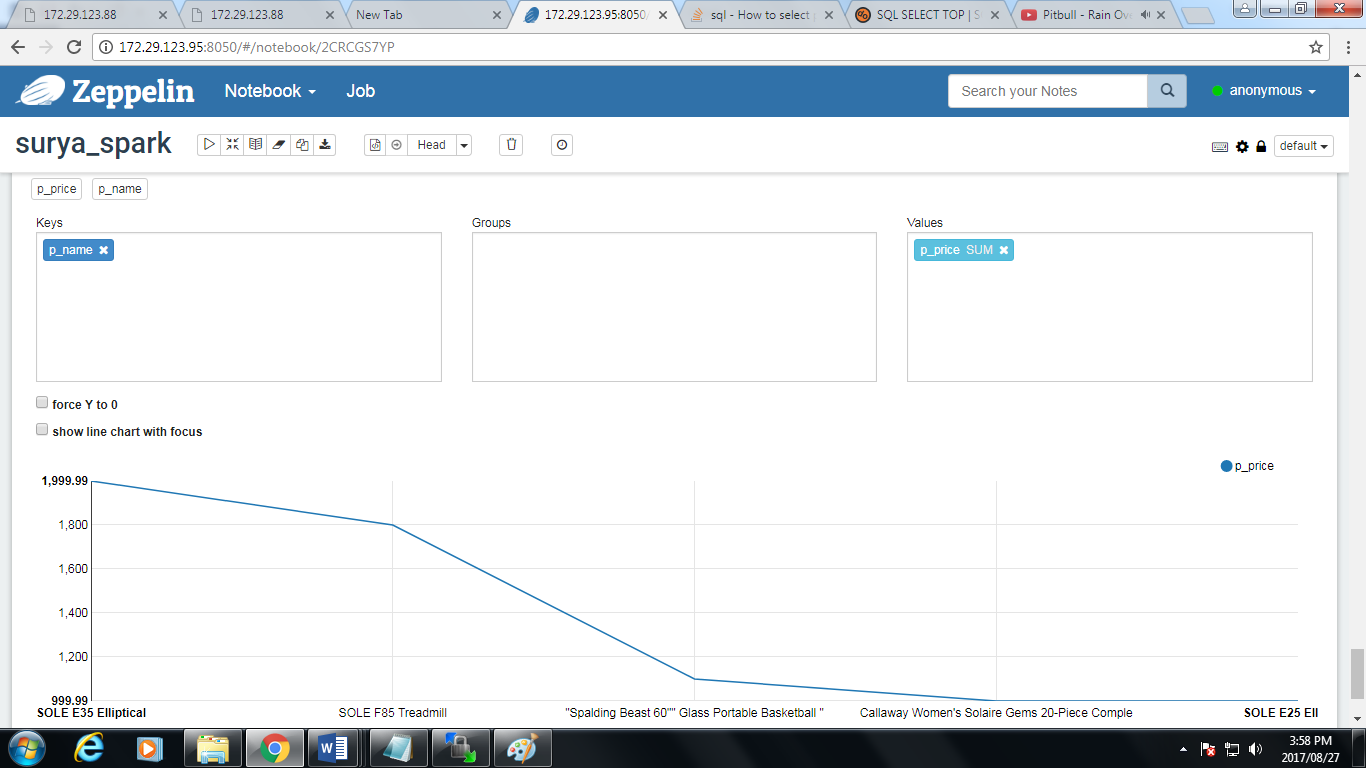 172.29.123.88
172.29.123.88
New Tab
172.29.123.95:8050/
sql - How to select
SQL SELECT TOP | S
Pitbull - Rain Ov
172.29.123.95:8050/#/notebook/2CRCGS7YP
Zeppelin Notebook Job Search your Notes anonymous
surya_spark Head default
p_price p_name
Keys Groups Values
p_name p_price SUM
force Y to 0
show line chart with focus
p_price
1,999.99
1,800
1,600
1,400
1,200
999.99
SOLE E35 Elliptical SOLE F85 Treadmill "Spalding Beast 60"" Glass Portable Basketball " Callaway Women's Solaire Gems 20-Piece Comple SOLE E25 Ell
3:58 PM
2017/08/27